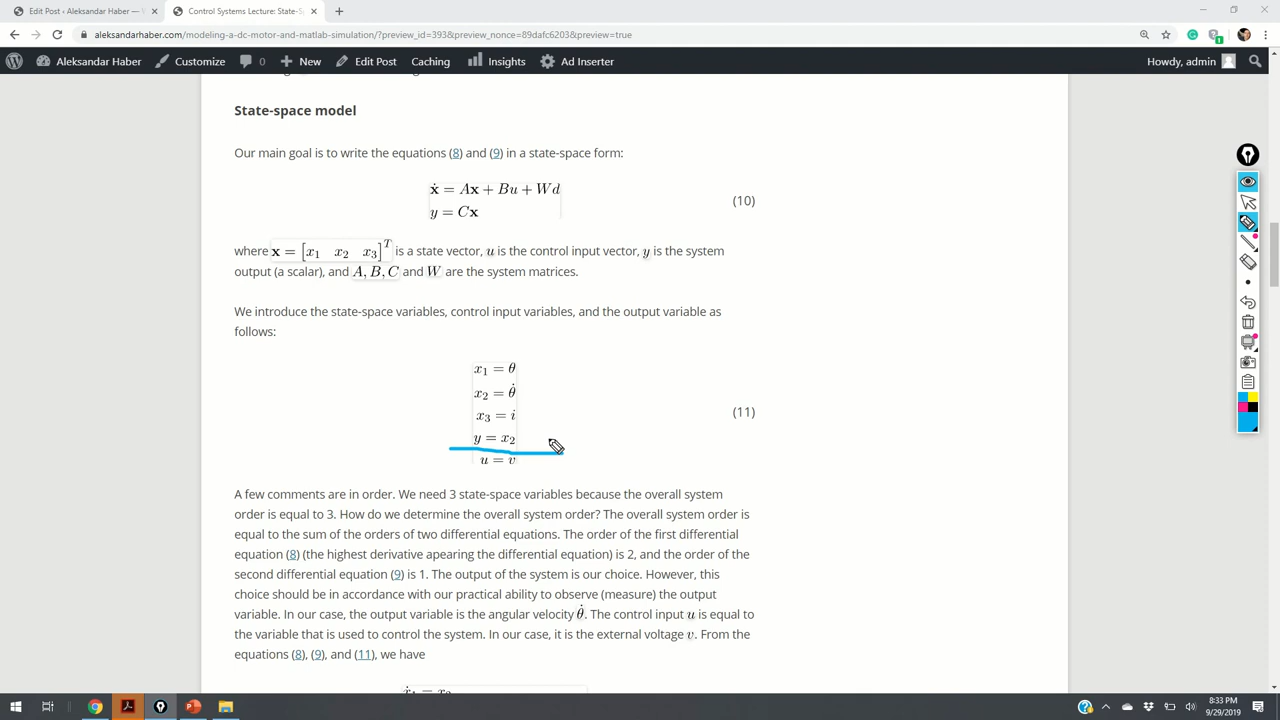 Edit Post ‹ Aleksandar Haber —
Control Systems Lecture: State-S
aleksandarhaber.com/modeling-a-dc-motor-and-matlab-simulation/?preview_id=393&preview_nonce=89dafc6203&preview=true
Aleksandar Haber Customize 0 New Edit Post Caching Insights Ad Inserter Howdy, admin
State-space model
Our main goal is to write the equations (8) and (9) in a state-space form:
ẋ = Ax + Bu + Wd
y = Cx
(10)
where x = [x₁ x₂ x₃]ᵀ is a state vector, u is the control input vector, y is the system
output (a scalar), and A, B, C and W are the system matrices.
We introduce the state-space variables, control input variables, and the output variable as
follows:
x₁ = θ
x₂ = θ̇
x₃ = i
(11)
y = x₂
u = v
A few comments are in order. We need 3 state-space variables because the overall system
order is equal to 3. How do we determine the overall system order? The overall system order is
equal to the sum of the orders of two differential equations. The order of the first differential
equation (8) (the highest derivative apearing the differential equation) is 2, and the order of the
second differential equation (9) is 1. The output of the system is our choice. However, this
choice should be in accordance with our practical ability to observe (measure) the output
variable. In our case, the output variable is the angular velocity θ̇. The control input u is equal to
the variable that is used to control the system. In our case, it is the external voltage v. From the
equations (8), (9), and (11), we have
ẋ₁ = x₂
8:33 PM
9/29/2019